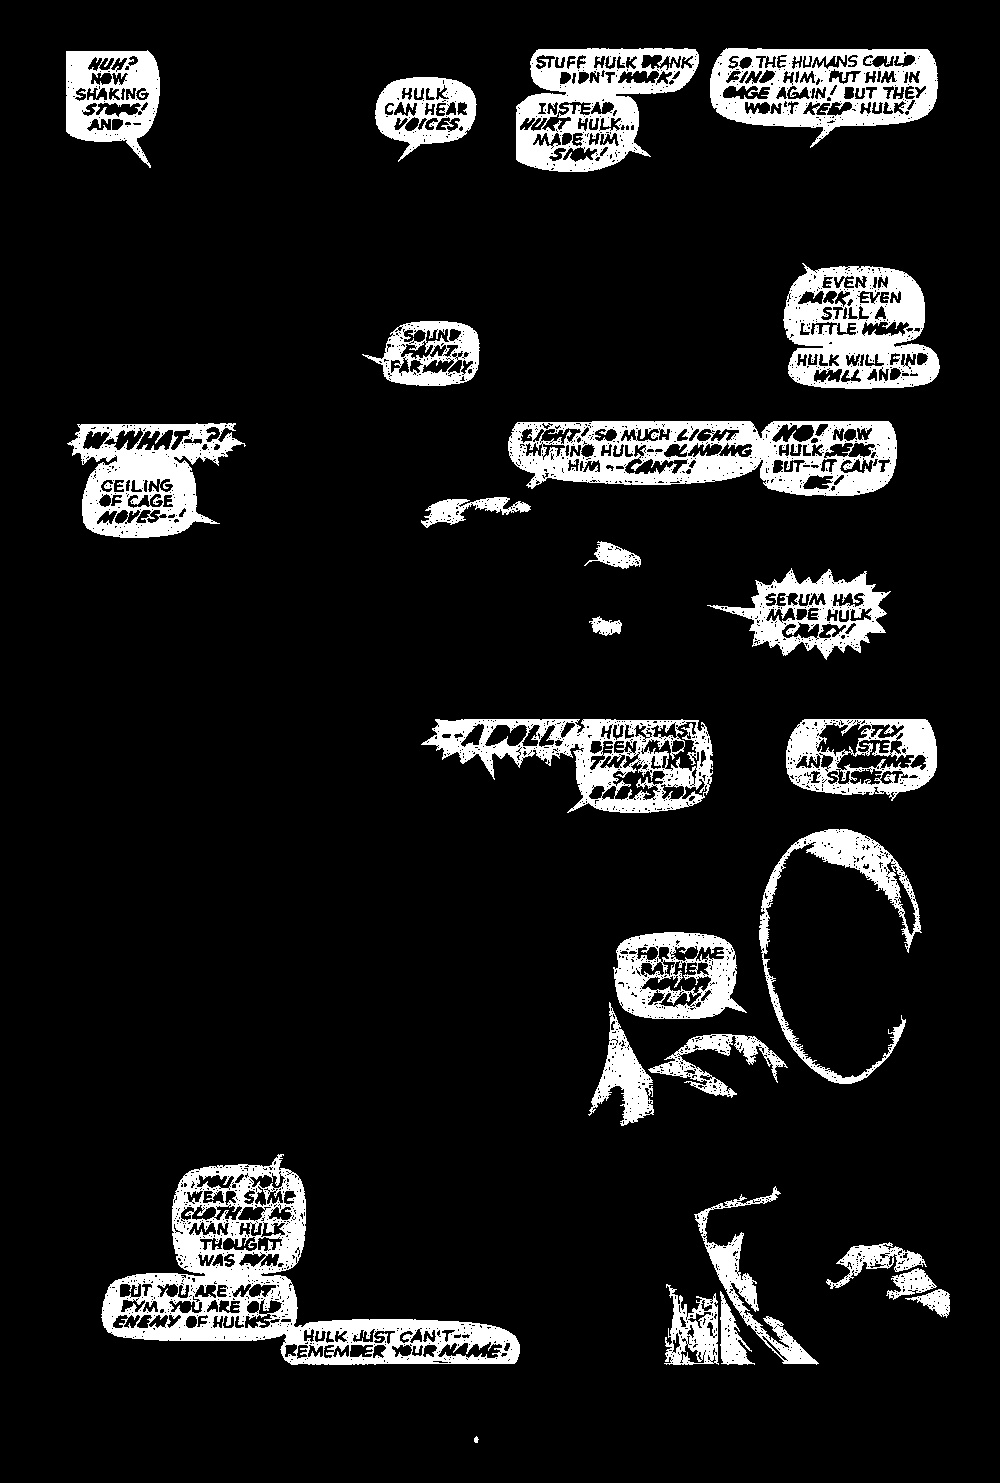 HUH?
NOW
SHAKING
STOPS!
AND--
HULK
CAN HEAR
VOICES.
STUFF HULK DRANK
DIDN'T WORK!
INSTEAD,
HURT HULK...
MADE HIM
SICK!
SO THE HUMANS COULD
FIND HIM, PUT HIM IN
CAGE AGAIN! BUT THEY
WON'T KEEP HULK!
SOUND
FAINT...
FAR AWAY.
EVEN IN
DARK, EVEN
STILL A
LITTLE WEAK--
HULK WILL FIND
WALL AND--
W-WHAT--?!
CEILING
OF CAGE
MOVES--!
LIGHT! SO MUCH LIGHT
HITTING HULK--BLINDING
HIM--CAN'T!
NO! NOW
HULK SEES,
BUT--IT CAN'T
BE!
SERUM HAS
MADE HULK
CRAZY!
--A DOLL!
HULK HAS
BEEN MADE
TINY...LIKE
SOME
BABY'S TOY!
EXACTLY,
MONSTER.
AND DESTINED,
I SUSPECT--
--FOR SOME
RATHER
ROUGH
PLAY!
YOU! YOU
WEAR SAME
CLOTHES AS
MAN HULK
THOUGHT
WAS PYM.
BUT YOU ARE NOT
PYM. YOU ARE OLD
ENEMY OF HULK'S--
HULK JUST CAN'T--
REMEMBER YOUR NAME!